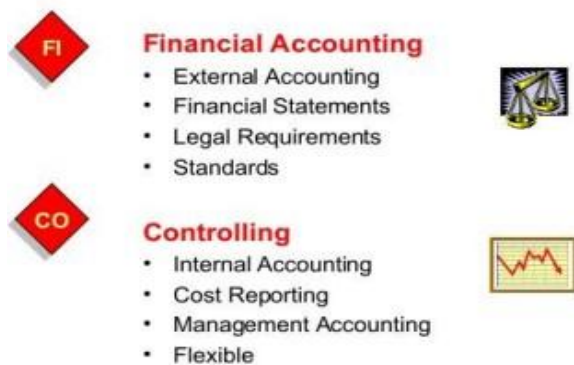 FI
Financial Accounting
• External Accounting
• Financial Statements
• Legal Requirements
• Standards
CO
Controlling
• Internal Accounting
• Cost Reporting
• Management Accounting
• Flexible